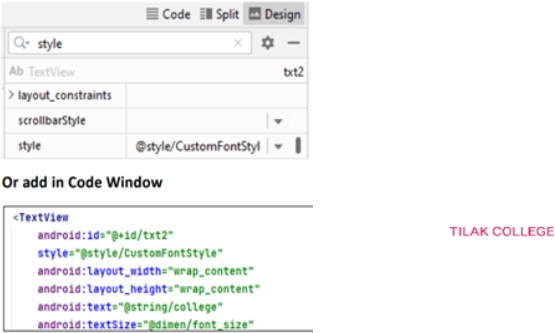 Code Split Design
style
Ab TextView txt2
layout_constraints
scrollbarStyle
style @style/CustomFontStyl
Or add in Code Window
<TextView
android:id="@+id/txt2"
style="@style/CustomFontStyle"
android:layout_width="wrap_content"
android:layout_height="wrap_content"
android:text="@string/college"
android:textSize="@dimen/font_size"
TILAK COLLEGE